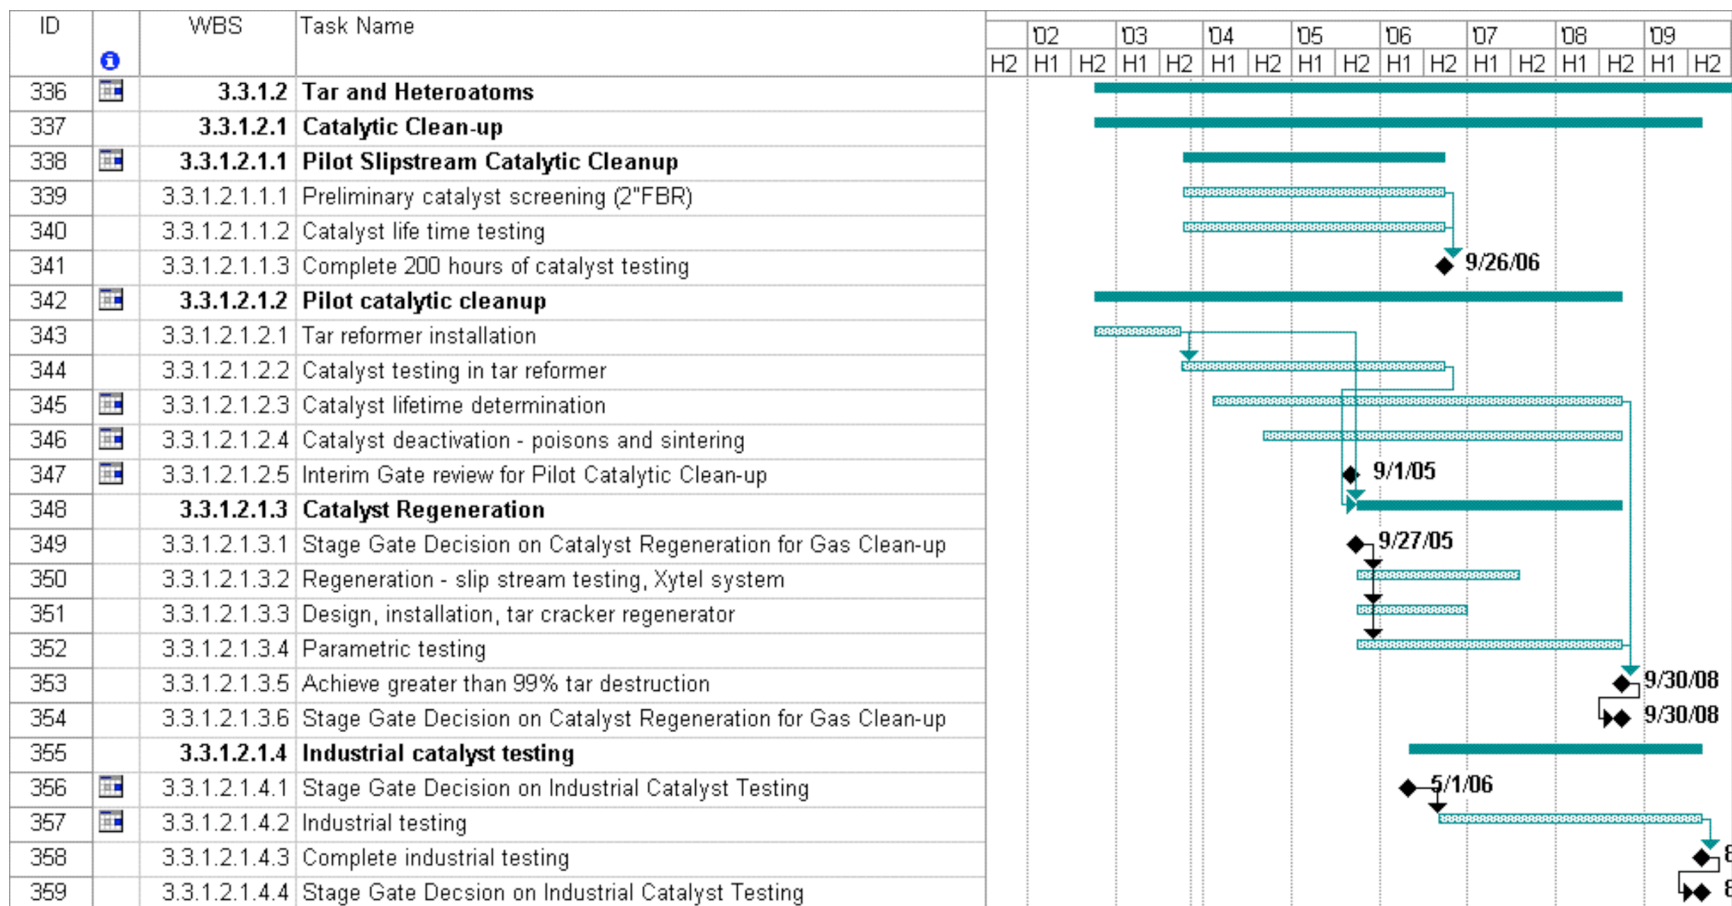 ID WBS Task Name
'02 '03 '04 '05 '06 '07 '08 '09
H2 H1 H2 H1 H2 H1 H2 H1 H2 H1 H2 H1 H2 H1 H2 H1 H2
336 3.3.1.2 Tar and Heteroatoms
337 3.3.1.2.1 Catalytic Clean-up
338 3.3.1.2.1.1 Pilot Slipstream Catalytic Cleanup
339 3.3.1.2.1.1.1 Preliminary catalyst screening (2"FBR)
340 3.3.1.2.1.1.2 Catalyst life time testing
341 3.3.1.2.1.1.3 Complete 200 hours of catalyst testing 9/26/06
342 3.3.1.2.1.2 Pilot catalytic cleanup
343 3.3.1.2.1.2.1 Tar reformer installation
344 3.3.1.2.1.2.2 Catalyst testing in tar reformer
345 3.3.1.2.1.2.3 Catalyst lifetime determination
346 3.3.1.2.1.2.4 Catalyst deactivation - poisons and sintering
347 3.3.1.2.1.2.5 Interim Gate review for Pilot Catalytic Clean-up 9/1/05
348 3.3.1.2.1.3 Catalyst Regeneration
349 3.3.1.2.1.3.1 Stage Gate Decision on Catalyst Regeneration for Gas Clean-up 9/27/05
350 3.3.1.2.1.3.2 Regeneration - slip stream testing, Xytel system
351 3.3.1.2.1.3.3 Design, installation, tar cracker regenerator
352 3.3.1.2.1.3.4 Parametric testing
353 3.3.1.2.1.3.5 Achieve greater than 99% tar destruction 9/30/08
354 3.3.1.2.1.3.6 Stage Gate Decision on Catalyst Regeneration for Gas Clean-up 9/30/08
355 3.3.1.2.1.4 Industrial catalyst testing
356 3.3.1.2.1.4.1 Stage Gate Decision on Industrial Catalyst Testing 5/1/06
357 3.3.1.2.1.4.2 Industrial testing
358 3.3.1.2.1.4.3 Complete industrial testing
359 3.3.1.2.1.4.4 Stage Gate Decsion on Industrial Catalyst Testing